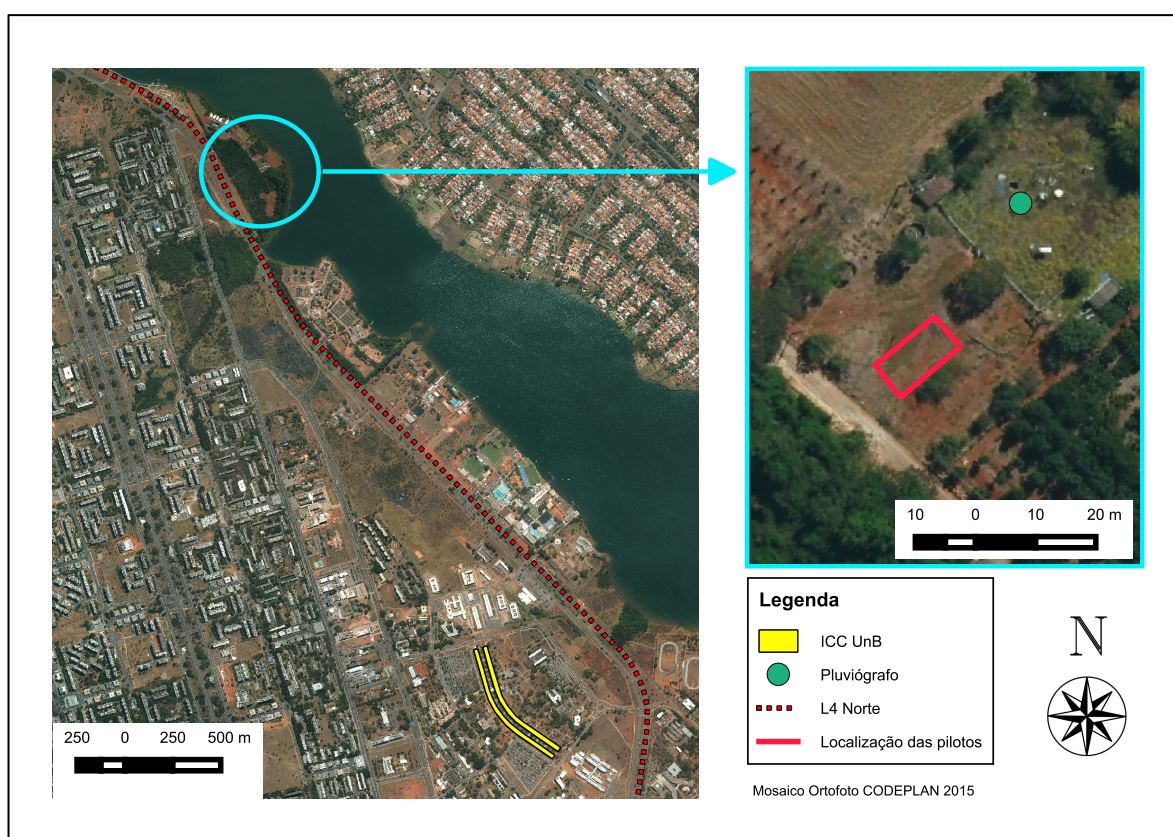 10 0 10 20 m
Legenda
ICC UnB
Pluviógrafo
L4 Norte
Localização das pilotos
N
250 0 250 500 m
Mosaico Ortofoto CODEPLAN 2015